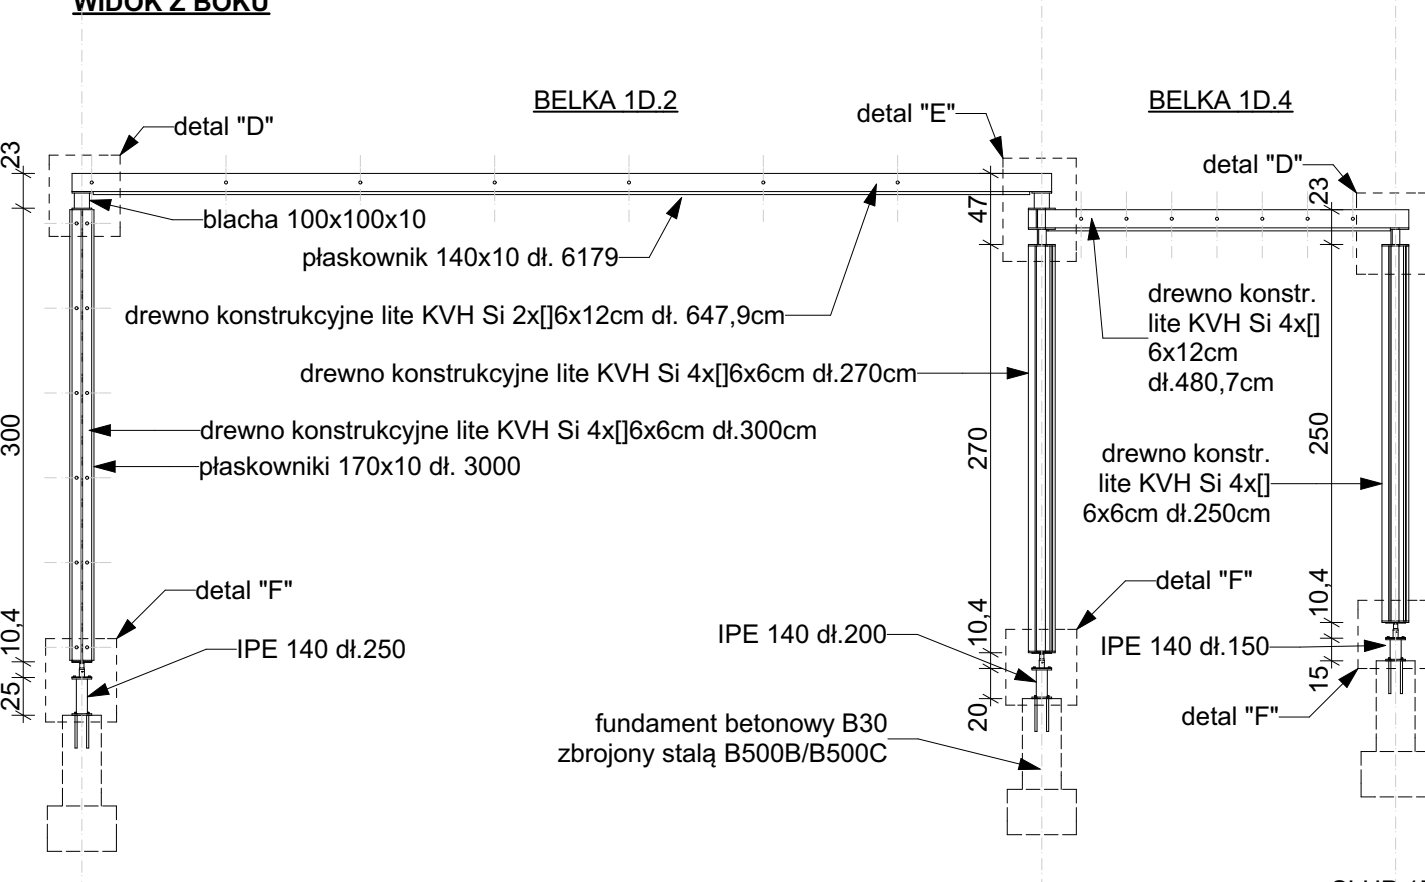 WIDOK Z BOKU
BELKA 1D.2
BELKA 1D.4
detal "D"
detal "E"
detal "D"
23
47
23
blacha 100x100x10
płaskownik 140x10 dł. 6179
drewno konstrukcyjne lite KVH Si 2x[]6x12cm dł. 647,9cm
drewno konstr.
lite KVH Si 4x[]
6x12cm
dł.480,7cm
drewno konstrukcyjne lite KVH Si 4x[]6x6cm dł.270cm
drewno konstrukcyjne lite KVH Si 4x[]6x6cm dł.300cm
płaskowniki 170x10 dł. 3000
300
270
250
drewno konstr.
lite KVH Si 4x[]
6x6cm dł.250cm
detal "F"
detal "F"
10,4
10,4
10,4
IPE 140 dł.250
IPE 140 dł.200
IPE 140 dł.150
25
20
15
detal "F"
fundament betonowy B30
zbrojony stalą B500B/B500C